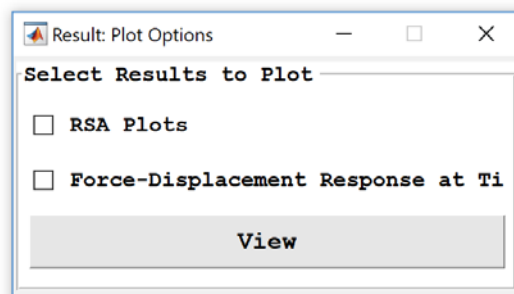 Result: Plot Options
Select Results to Plot
RSA Plots
Force-Displacement Response at Ti
View